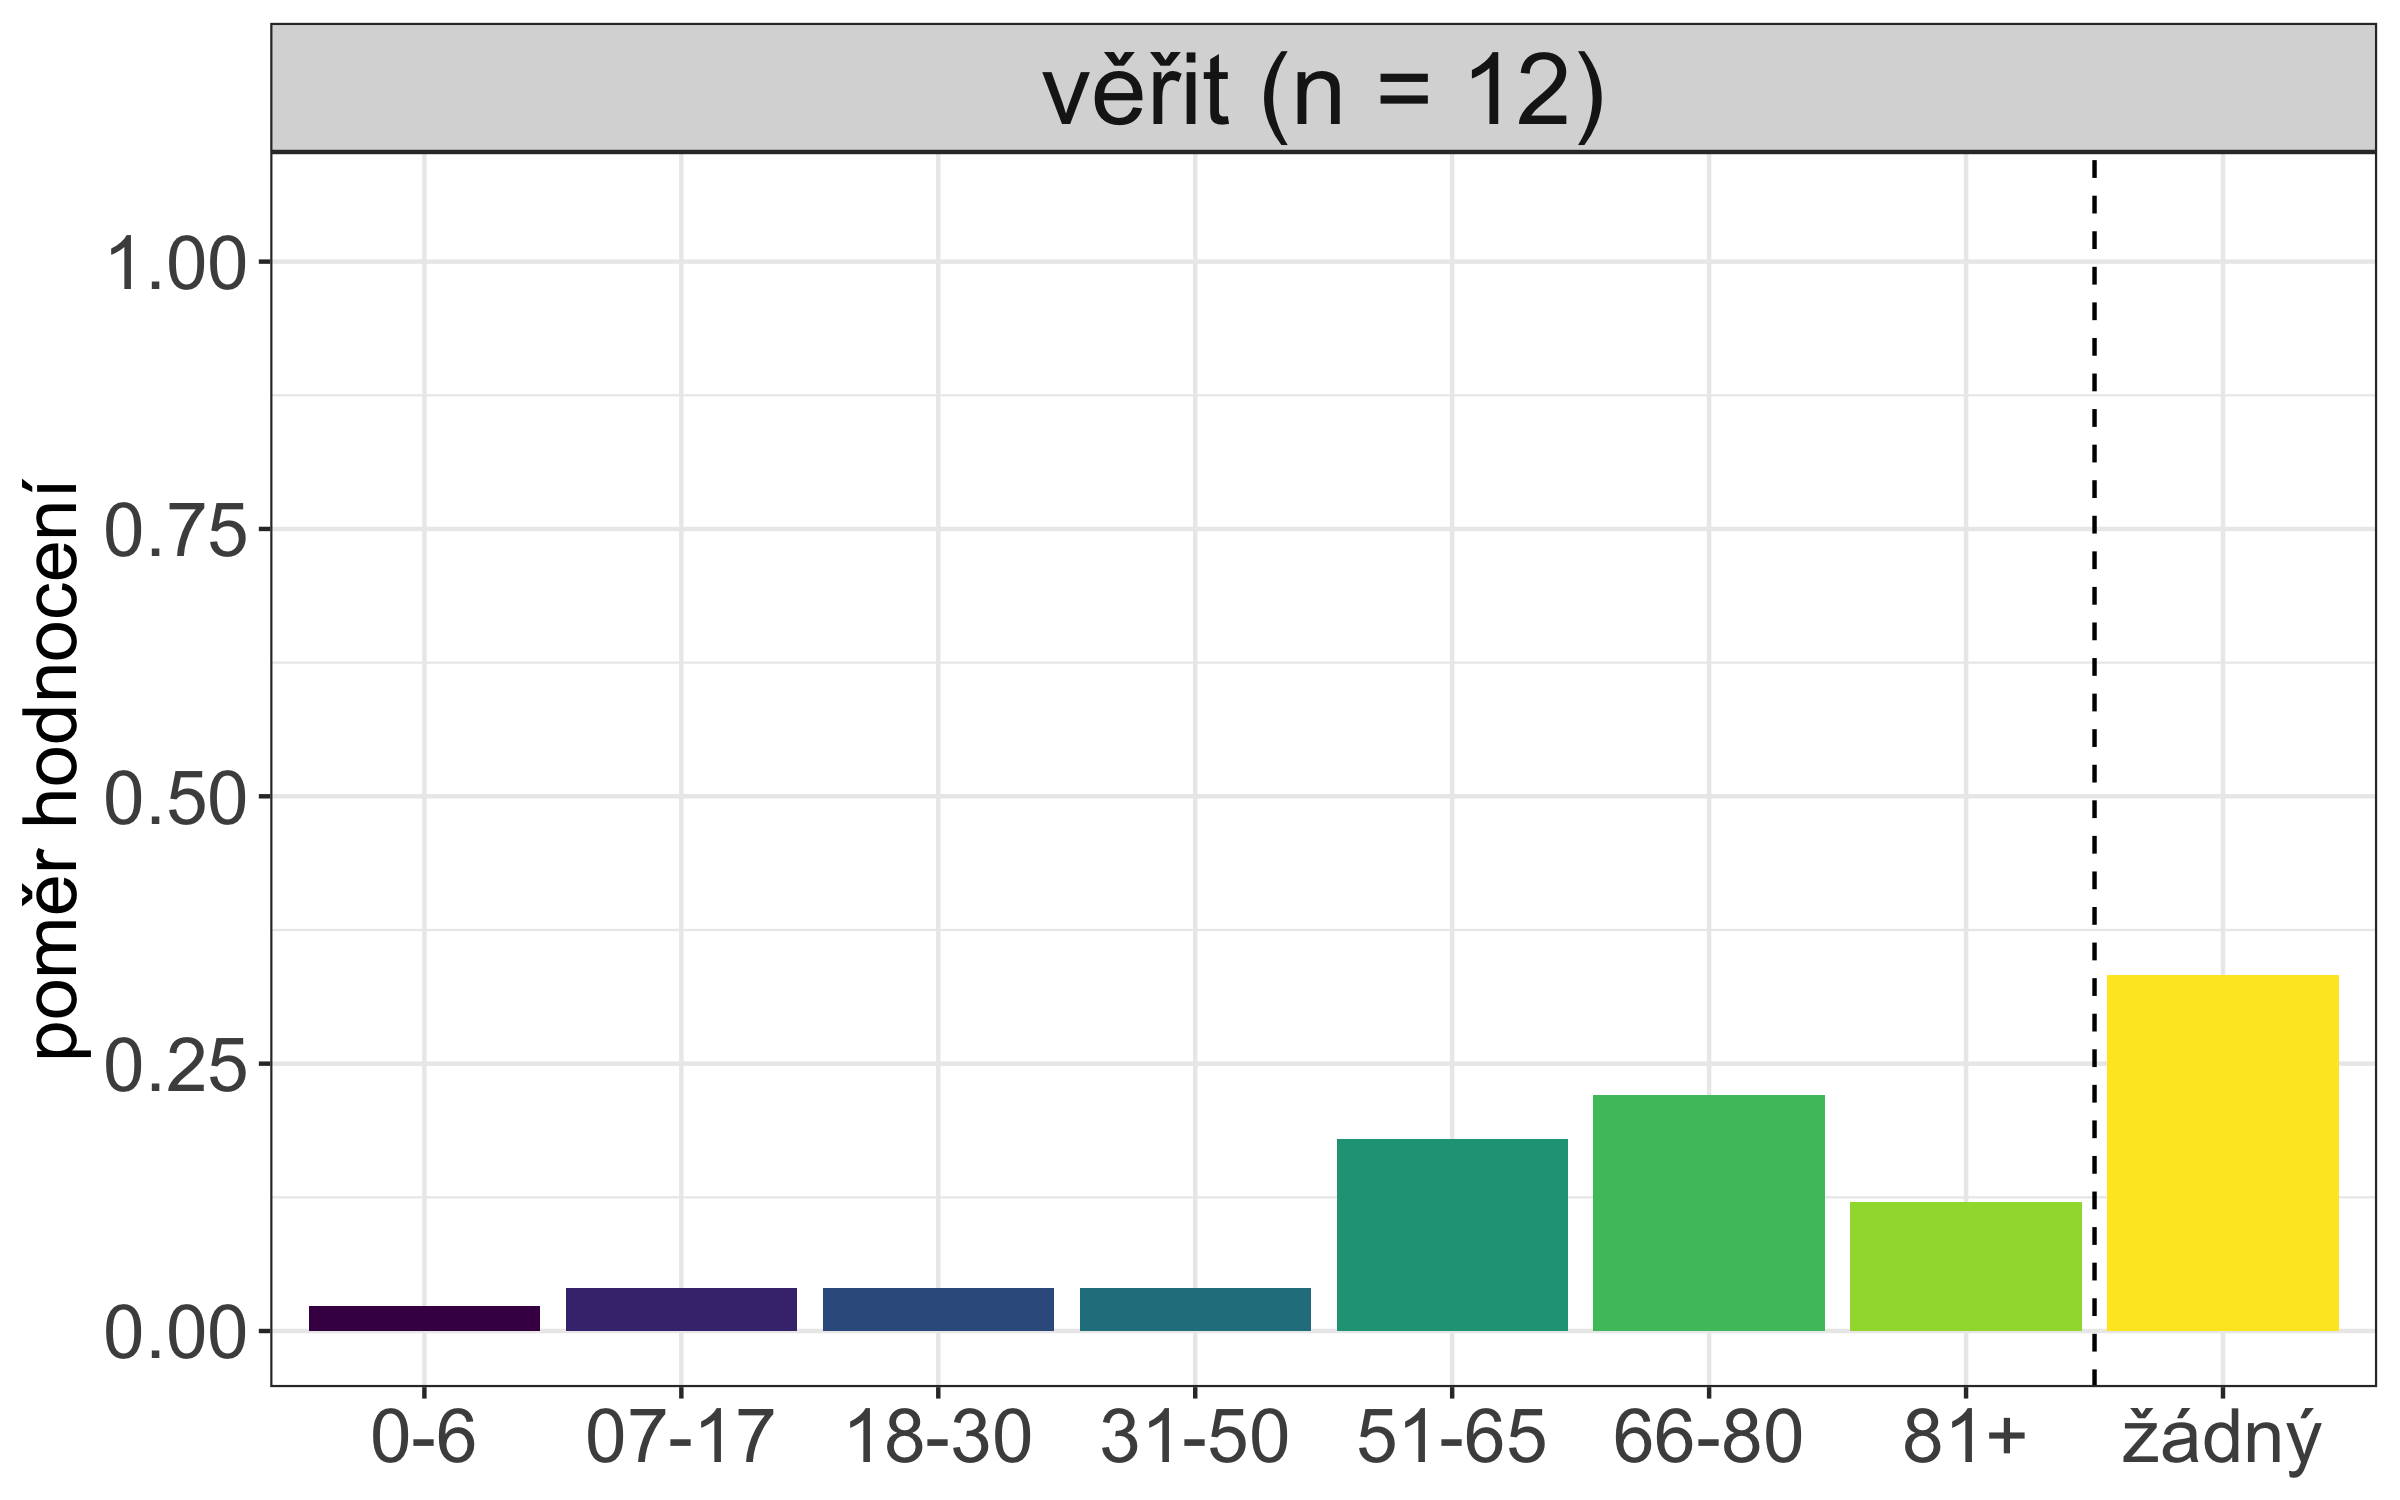 věřit (n = 12)
poměr hodnocení
1.00
0.75
0.50
0.25
0.00
0-6 07-17 18-30 31-50 51-65 66-80 81+ žádný